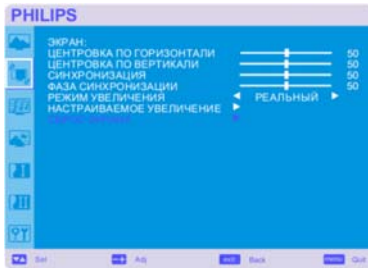 PHILIPS
ЭКРАН:
ЦЕНТРОВКА ПО ГОРИЗОНТАЛИ 50
ЦЕНТРОВКА ПО ВЕРТИКАЛИ 50
СИНХРОНИЗАЦИЯ 50
ФАЗА СИНХРОНИЗАЦИИ 50
РЕЖИМ УВЕЛИЧЕНИЯ РЕАЛЬНЫЙ
НАСТРАИВАЕМОЕ УВЕЛИЧЕНИЕ
Sel Adj exit Back menu Quit